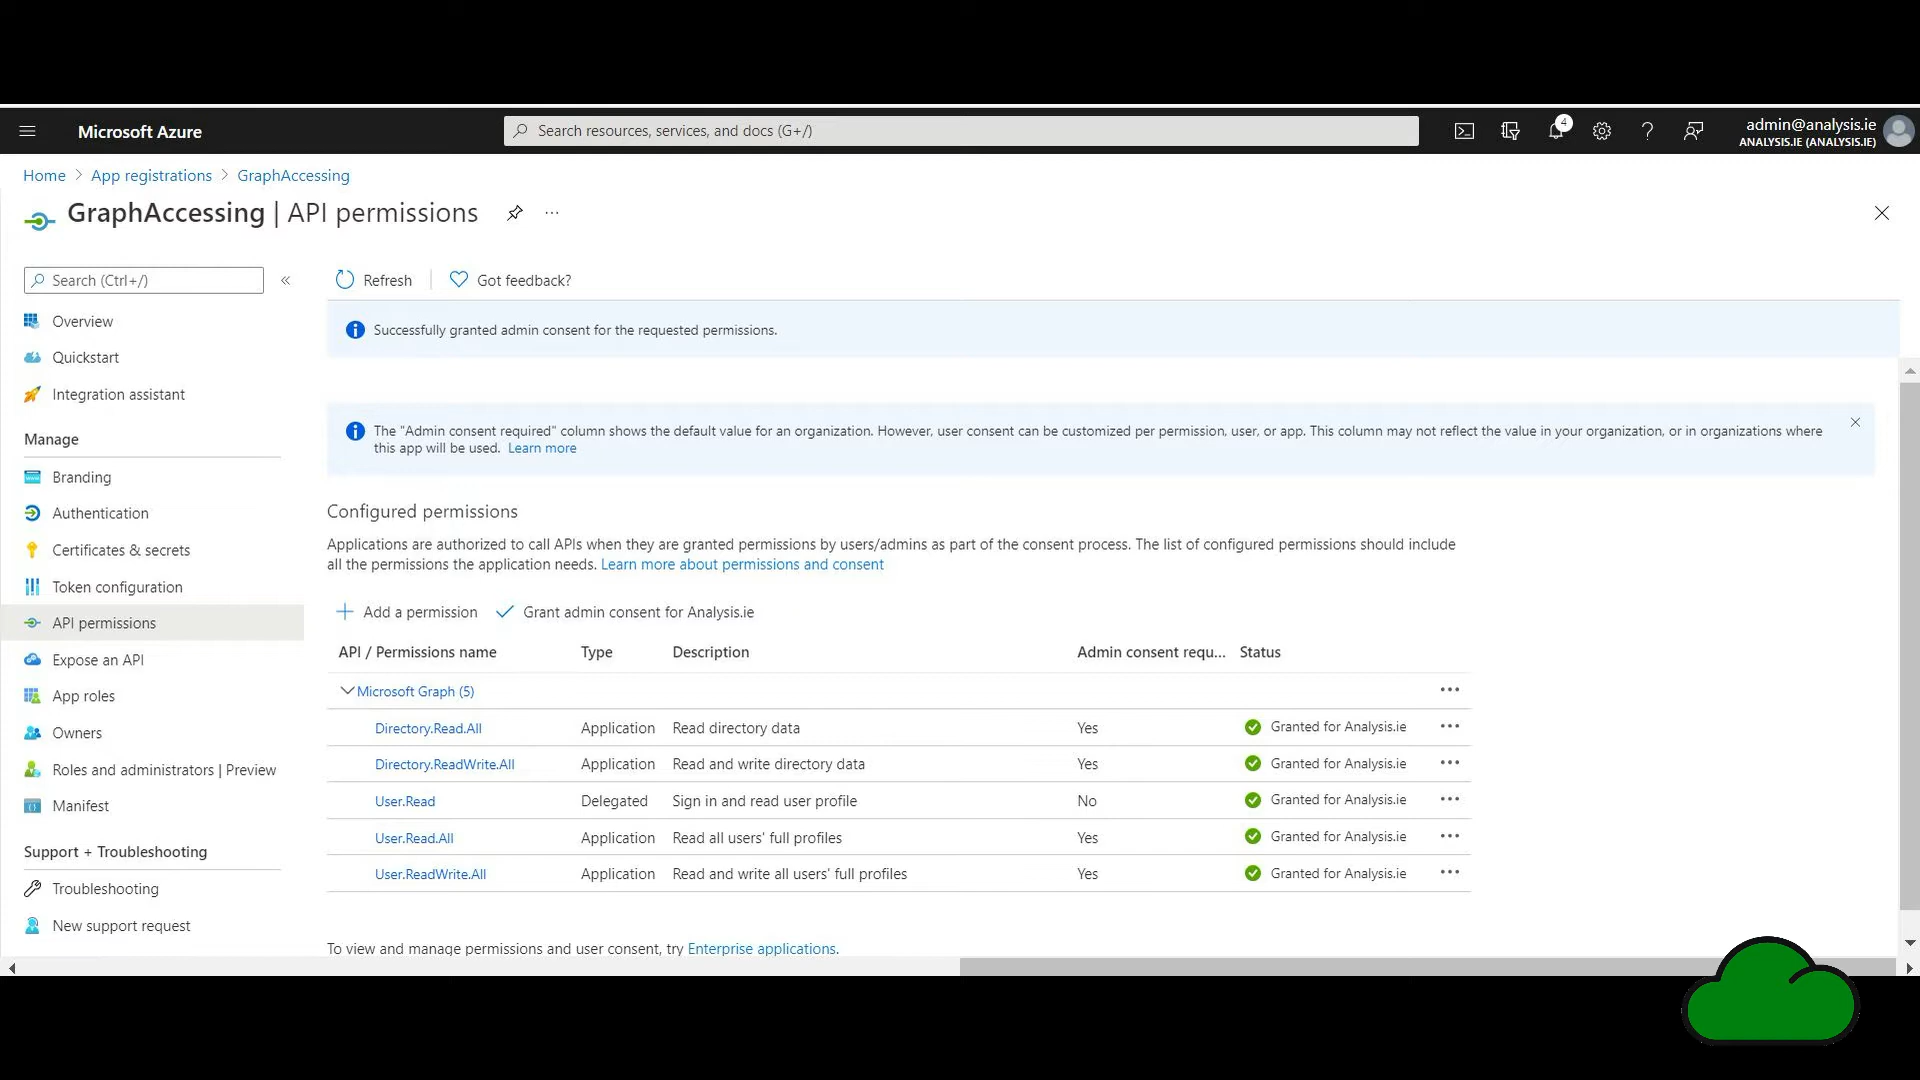 Microsoft Azure
Search resources, services, and docs (G+/)
4
admin@analysis.ie
ANALYSIS.IE (ANALYSIS.IE)
Home > App registrations > GraphAccessing
GraphAccessing | API permissions
Search (Ctrl+/)
Refresh
Got feedback?
Overview
Quickstart
Integration assistant
Manage
Branding
Authentication
Certificates & secrets
Token configuration
API permissions
Expose an API
App roles
Owners
Roles and administrators | Preview
Manifest
Support + Troubleshooting
Troubleshooting
New support request
Successfully granted admin consent for the requested permissions.
The "Admin consent required" column shows the default value for an organization. However, user consent can be customized per permission, user, or app. This column may not reflect the value in your organization, or in organizations where
this app will be used. Learn more
Configured permissions
Applications are authorized to call APIs when they are granted permissions by users/admins as part of the consent process. The list of configured permissions should include
all the permissions the application needs. Learn more about permissions and consent
Add a permission Grant admin consent for Analysis.ie
API / Permissions name Type Description Admin consent requ... Status
Microsoft Graph (5)
Directory.Read.All Application Read directory data Yes Granted for Analysis.ie
Directory.ReadWrite.All Application Read and write directory data Yes Granted for Analysis.ie
User.Read Delegated Sign in and read user profile No Granted for Analysis.ie
User.Read.All Application Read all users' full profiles Yes Granted for Analysis.ie
User.ReadWrite.All Application Read and write all users' full profiles Yes Granted for Analysis.ie
To view and manage permissions and user consent, try Enterprise applications.